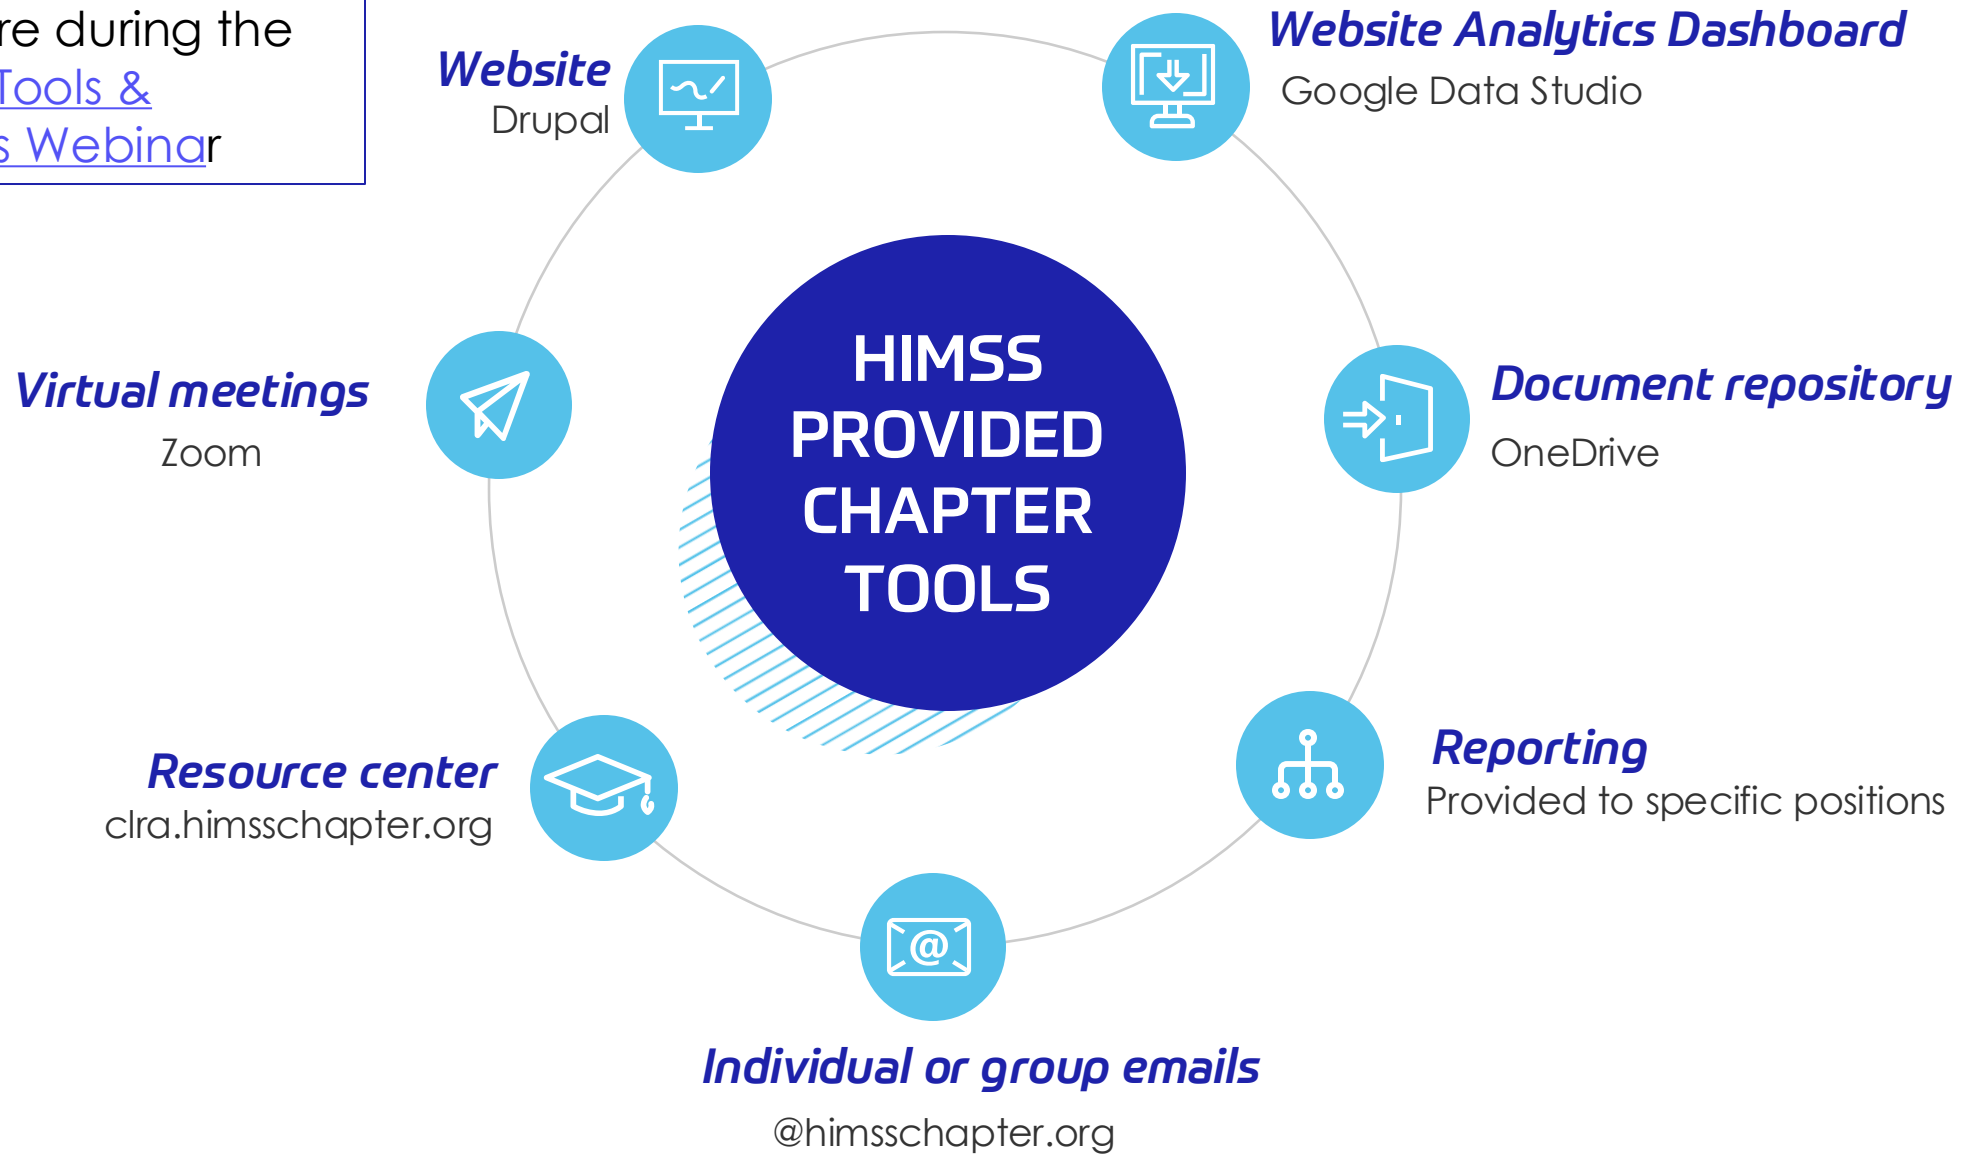 re during the
Tools &
s Webinar
Website
Drupal
Website Analytics Dashboard
Google Data Studio
Virtual meetings
Zoom
HIMSS
PROVIDED
CHAPTER
TOOLS
Document repository
OneDrive
Resource center
clra.himsschapter.org
Reporting
Provided to specific positions
@
Individual or group emails
@himsschapter.org